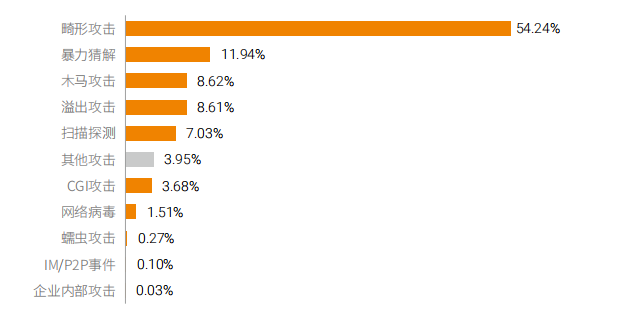 畸形攻击 54.24%
暴力猜解 11.94%
木马攻击 8.62%
溢出攻击 8.61%
扫描探测 7.03%
其他攻击 3.95%
CGI攻击 3.68%
网络病毒 1.51%
蠕虫攻击 0.27%
IM/P2P事件 0.10%
企业内部攻击 0.03%